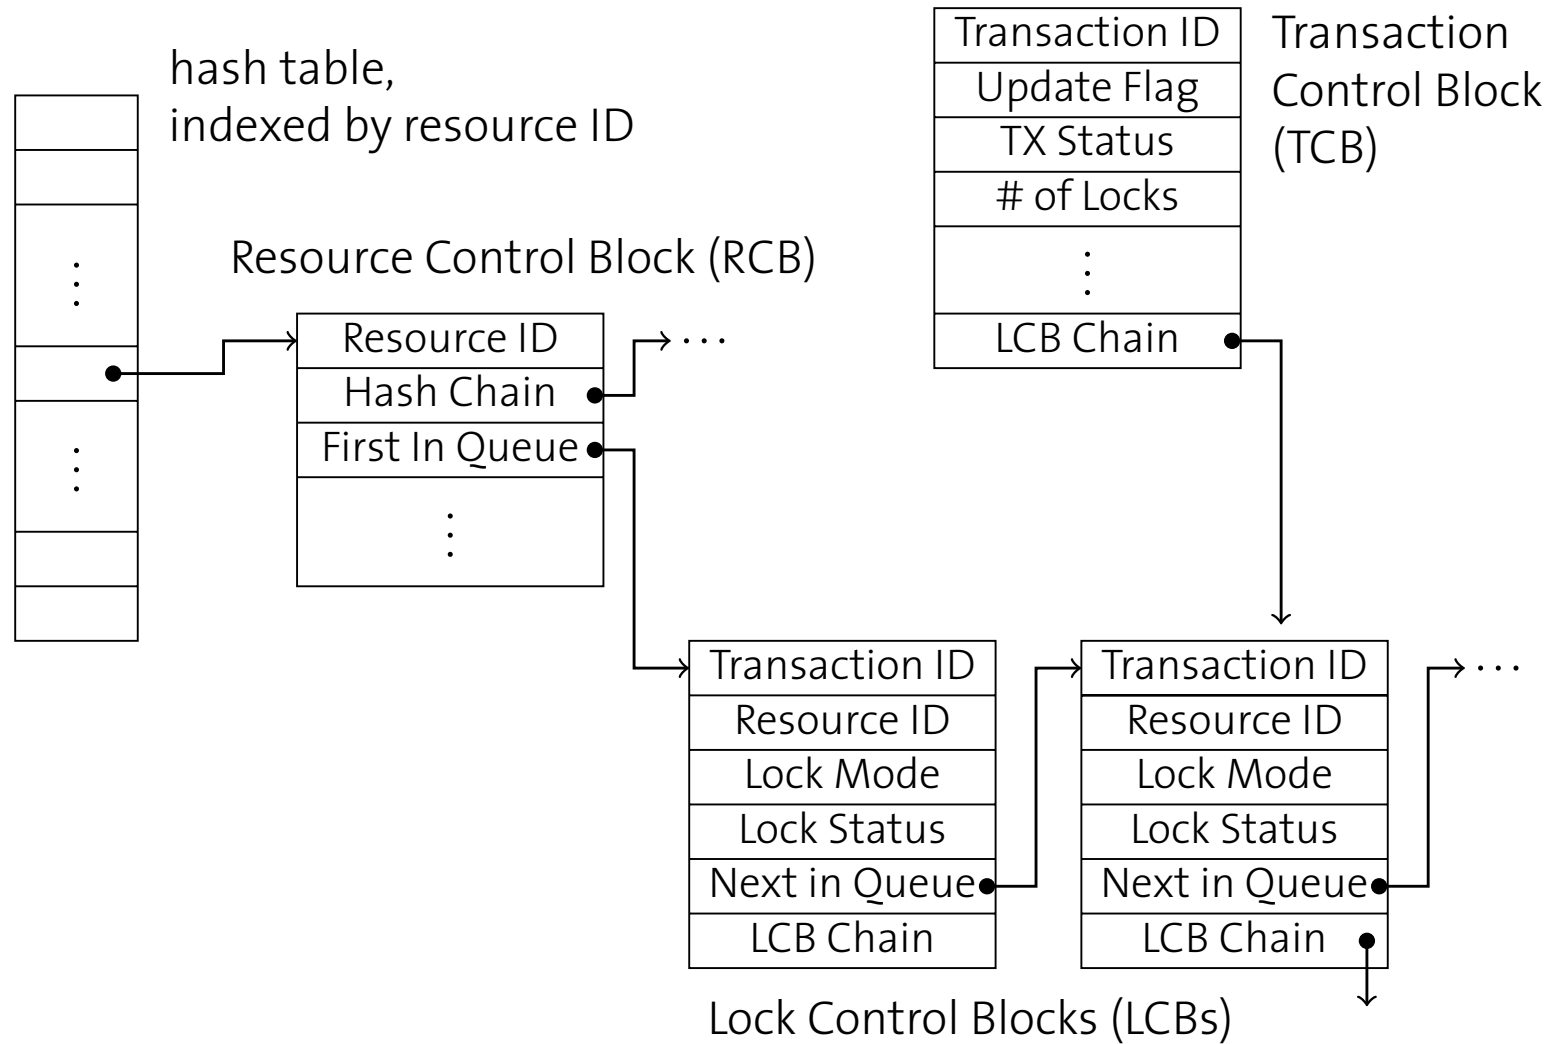 hash table,
indexed by resource ID
⋮
⋮
Resource Control Block (RCB)
Resource ID
Hash Chain
First In Queue
⋮
⋯
Transaction ID
Update Flag
TX Status
# of Locks
⋮
LCB Chain
Transaction
Control Block
(TCB)
Transaction ID
Resource ID
Lock Mode
Lock Status
Next in Queue
LCB Chain
Transaction ID
Resource ID
Lock Mode
Lock Status
Next in Queue
LCB Chain
⋯
Lock Control Blocks (LCBs)